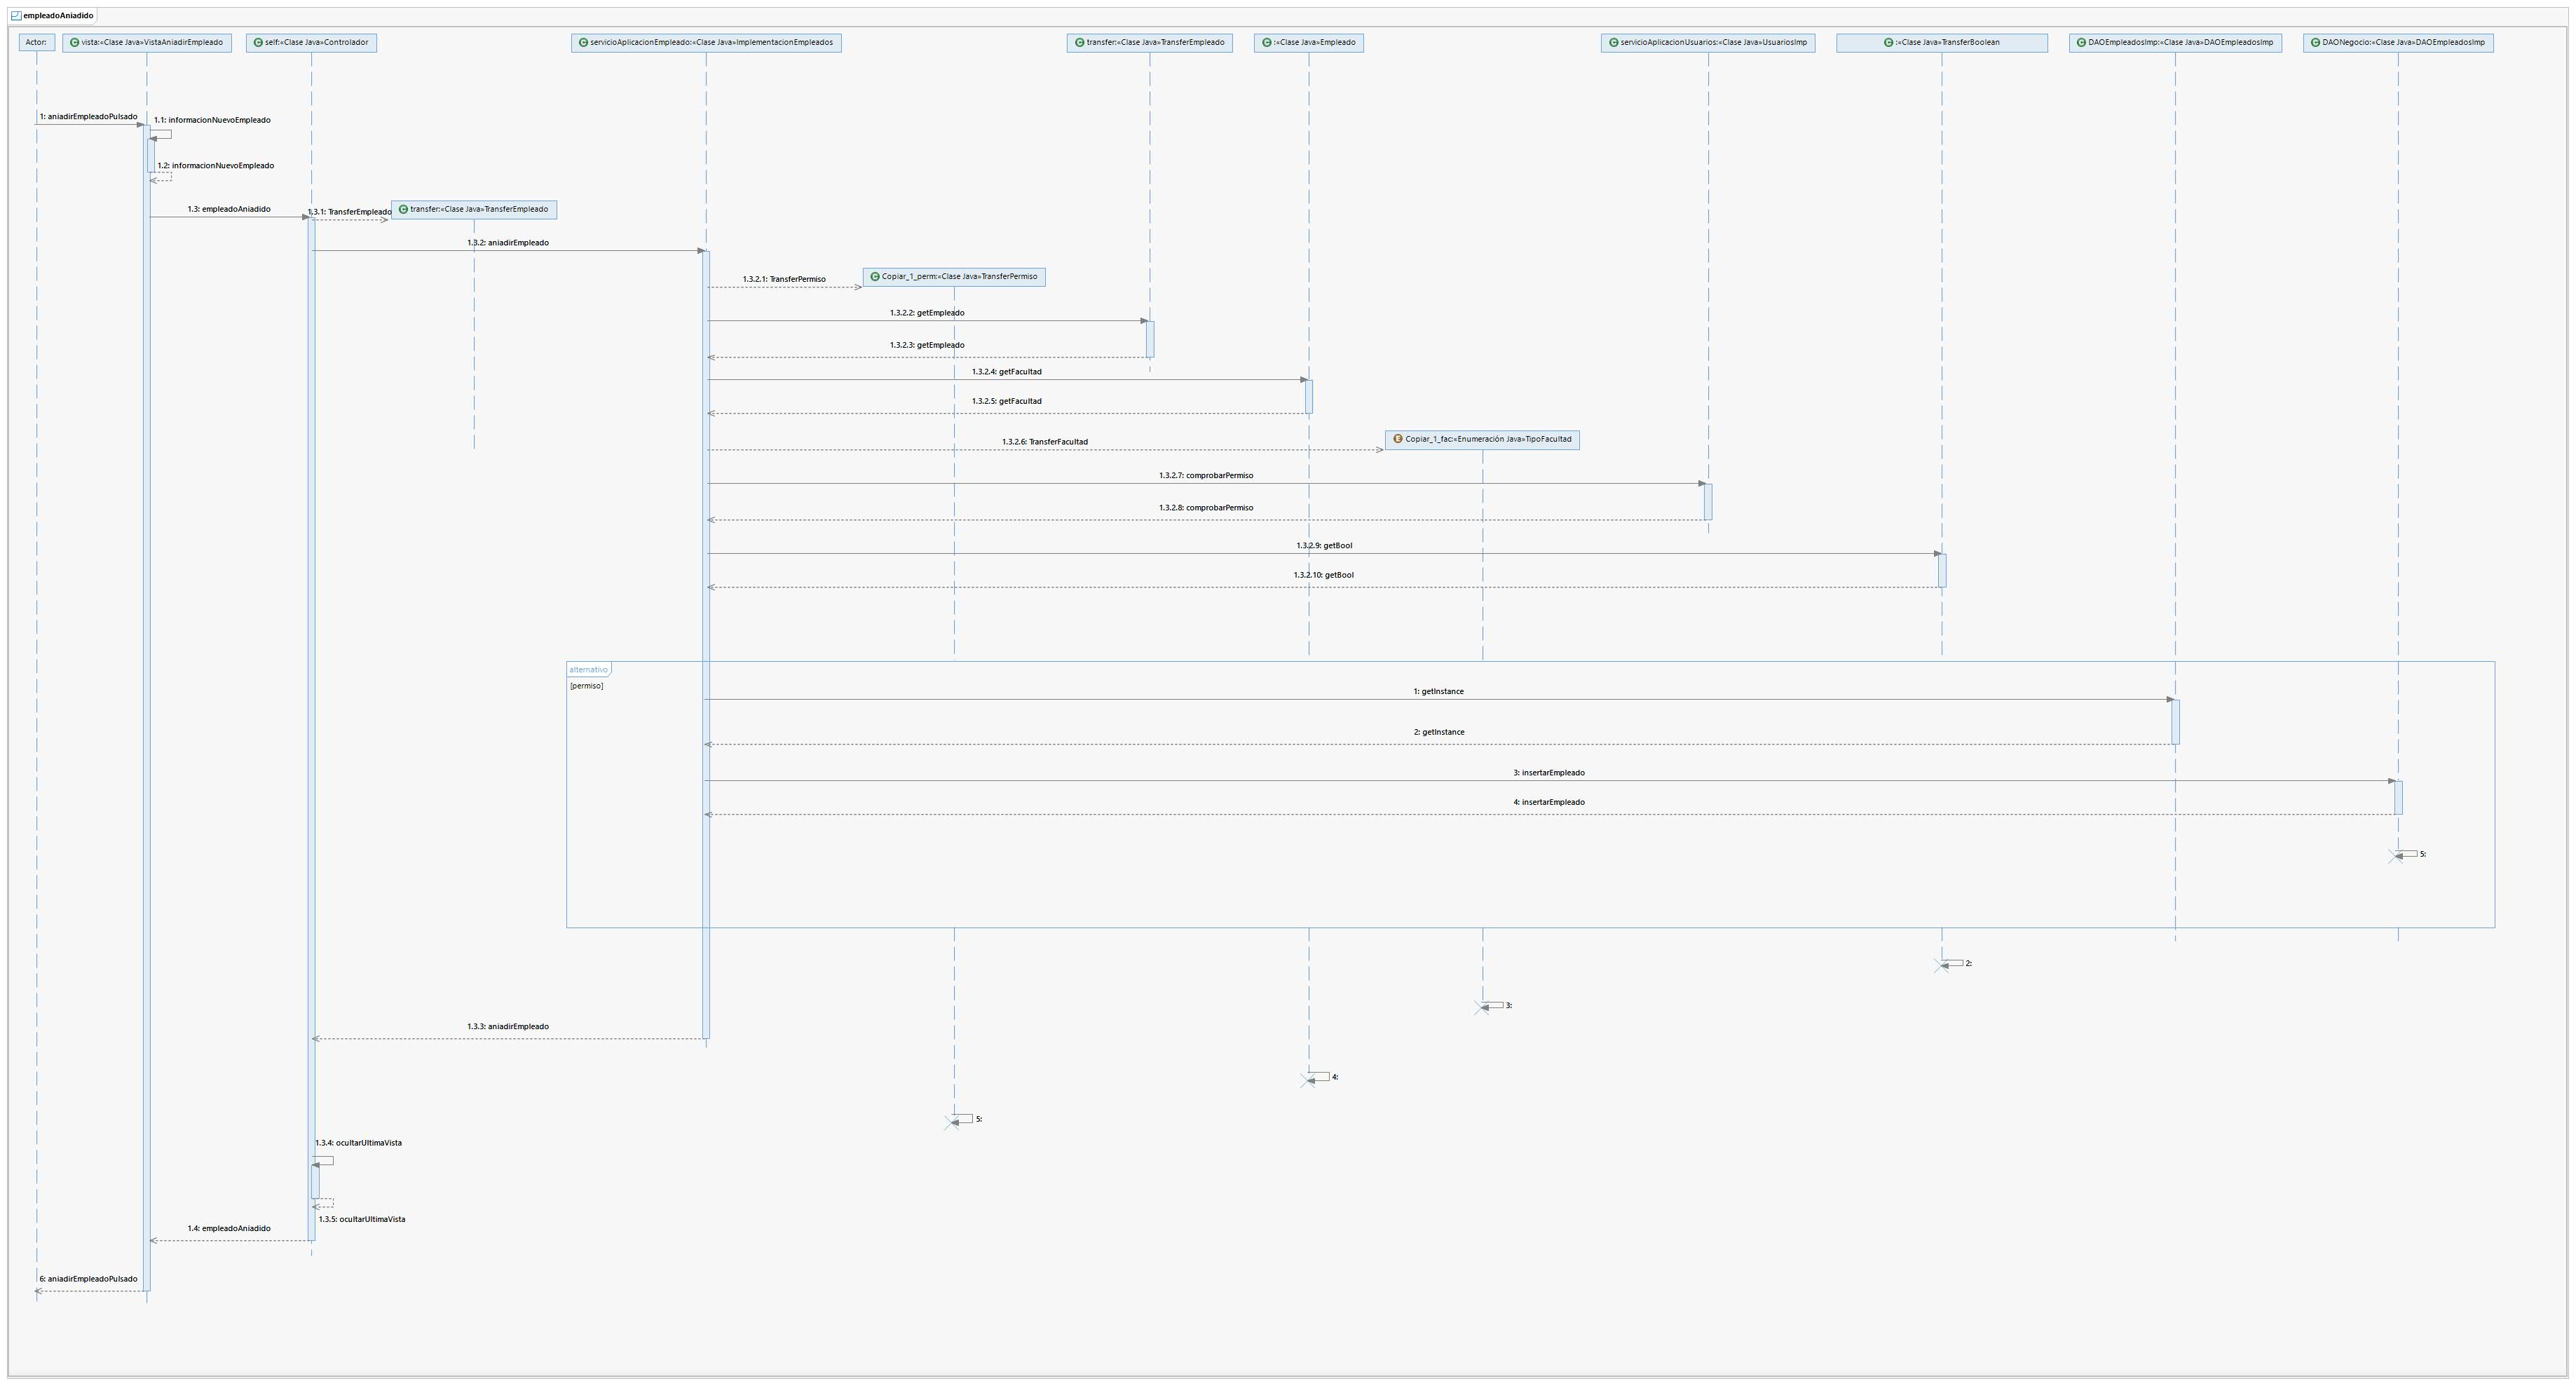 empleadoAniadido
Actor:
vista:«Clase Java»VistaAniadirEmpleado
self:«Clase Java»Controlador
servicioAplicacionEmpleado:«Clase Java»ImplementacionEmpleados
transfer:«Clase Java»TransferEmpleado
:«Clase Java»Empleado
servicioAplicacionUsuarios:«Clase Java»UsuariosImp
:«Clase Java»TransferBoolean
DAOEmpleadosImp:«Clase Java»DAOEmpleadosImp
DAONegocio:«Clase Java»DAOEmpleadosImp
1: aniadirEmpleadoPulsado
1.1: informacionNuevoEmpleado
1.2: informacionNuevoEmpleado
1.3: empleadoAniadido
1.3.1: TransferEmpleado
transfer:«Clase Java»TransferEmpleado
1.3.2: aniadirEmpleado
1.3.2.1: TransferPermiso
Copiar_1_perm:«Clase Java»TransferPermiso
1.3.2.2: getEmpleado
1.3.2.3: getEmpleado
1.3.2.4: getFacultad
1.3.2.5: getFacultad
1.3.2.6: TransferFacultad
Copiar_1_fac:«Enumeración Java»TipoFacultad
1.3.2.7: comprobarPermiso
1.3.2.8: comprobarPermiso
1.3.2.9: getBool
1.3.2.10: getBool
alternativo
[permiso]
1: getInstance
2: getInstance
3: insertarEmpleado
4: insertarEmpleado
5:
2:
3:
1.3.3: aniadirEmpleado
4:
5:
1.3.4: ocultarUltimaVista
1.3.5: ocultarUltimaVista
1.4: empleadoAniadido
6: aniadirEmpleadoPulsado